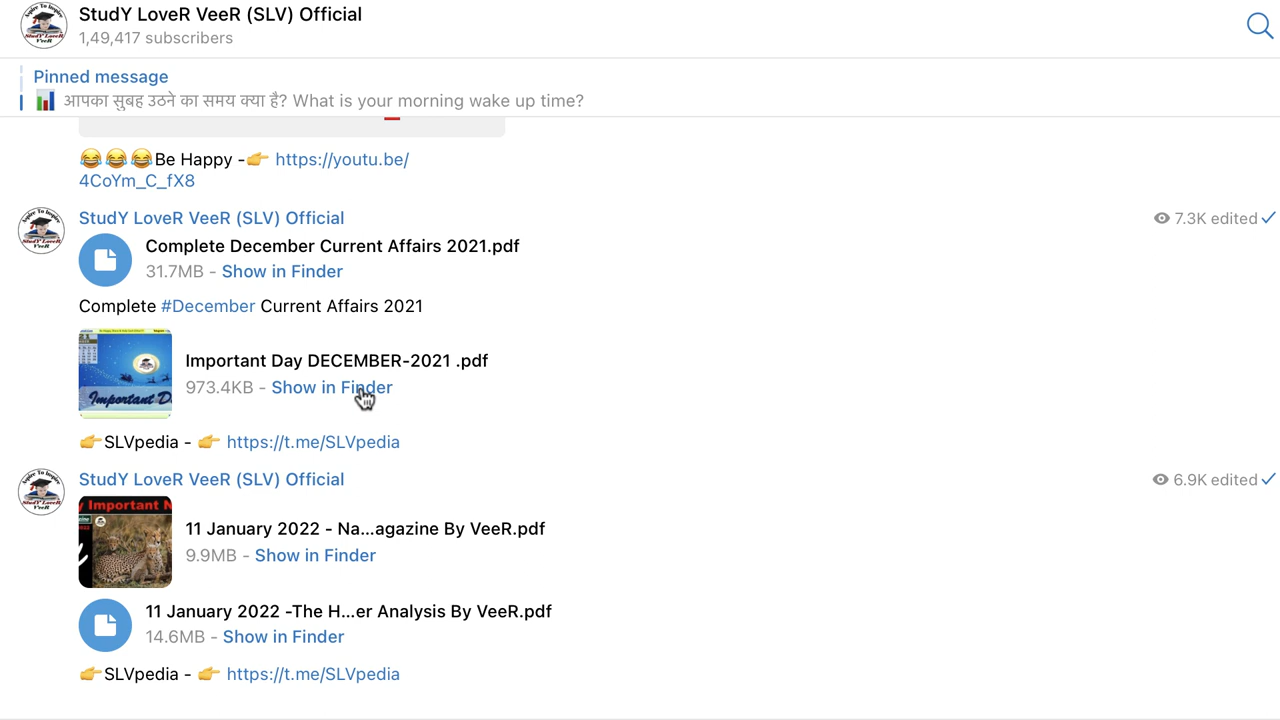 StudY LoveR VeeR (SLV) Official
1,49,417 subscribers
Pinned message
📊 आपका सुबह उठने का समय क्या है? What is your morning wake up time?
😂😂😂Be Happy -👉 https://youtu.be/
4CoYm_C_fX8
StudY LoveR VeeR (SLV) Official
7.3K edited
Complete December Current Affairs 2021.pdf
31.7MB - Show in Finder
Complete #December Current Affairs 2021
Important Day DECEMBER-2021 .pdf
973.4KB - Show in Finder
Important D
👉SLVpedia - 👉 https://t.me/SLVpedia
StudY LoveR VeeR (SLV) Official
6.9K edited
11 January 2022 - Na...agazine By VeeR.pdf
9.9MB - Show in Finder
11 January 2022 -The H...er Analysis By VeeR.pdf
14.6MB - Show in Finder
👉SLVpedia - 👉 https://t.me/SLVpedia